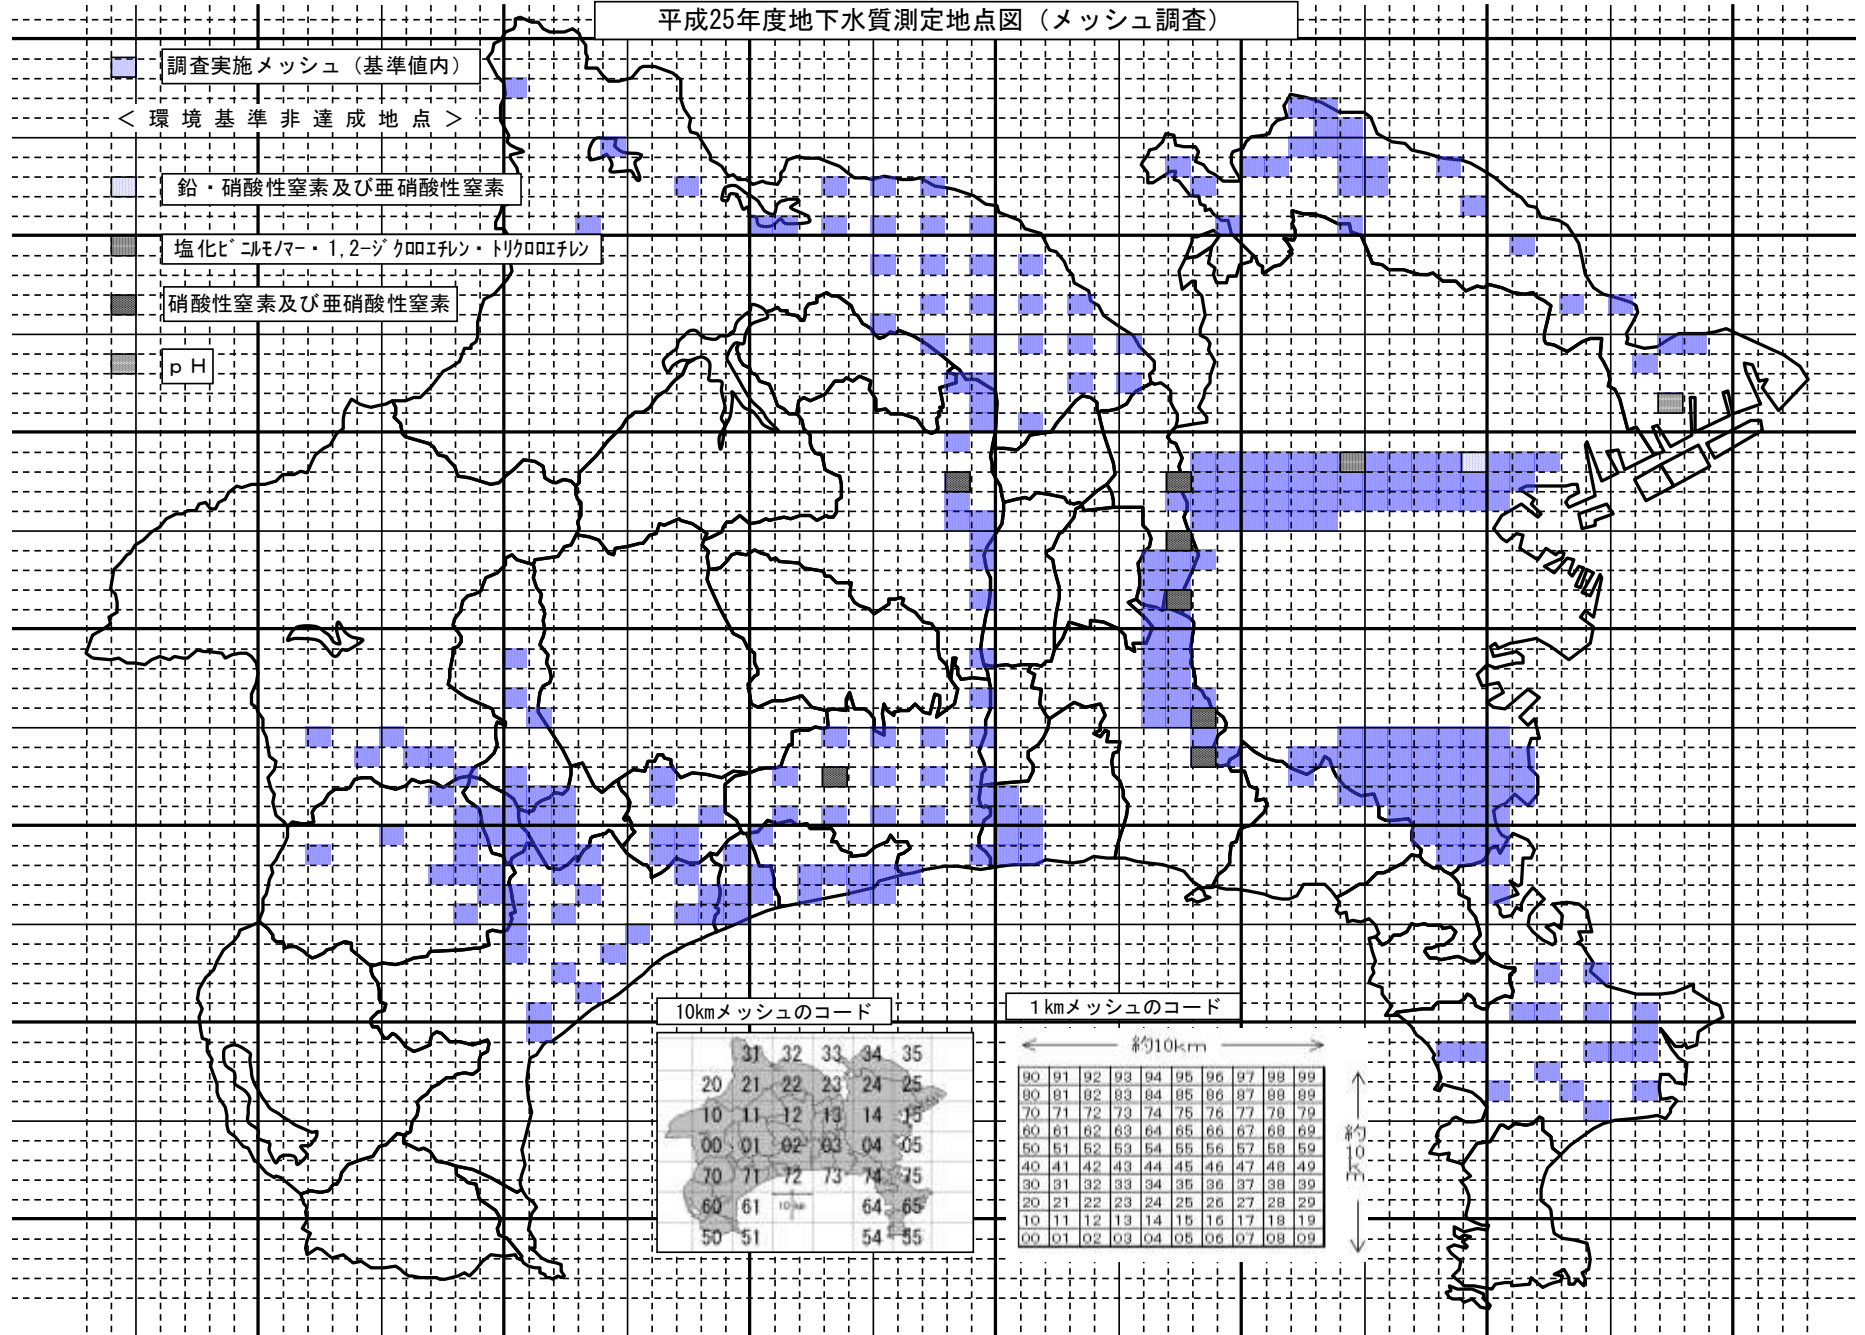 平成25年度地下水質測定地点図（メッシュ調査）
調査実施メッシュ（基準値内）
＜環境基準非達成地点＞
鉛・硝酸性窒素及び亜硝酸性窒素
塩化ﾋﾞﾆﾙﾓﾉﾏｰ・1,2-ｼﾞｸﾛﾛｴﾁﾚﾝ・ﾄﾘｸﾛﾛｴﾁﾚﾝ
硝酸性窒素及び亜硝酸性窒素
ｐＨ
10kmメッシュのコード
31 32 33 34 35
20 21 22 23 24 25
10 11 12 13 14 15
00 01 02 03 04 05
70 71 72 73 74 75
60 61 64 65
50 51 54 55
１kmメッシュのコード
約10km
90 91 92 93 94 95 96 97 98 99
80 81 82 83 84 85 86 87 88 89
70 71 72 73 74 75 76 77 78 79
60 61 62 63 64 65 66 67 68 69
50 51 52 53 54 55 56 57 58 59
40 41 42 43 44 45 46 47 48 49
30 31 32 33 34 35 36 37 38 39
20 21 22 23 24 25 26 27 28 29
10 11 12 13 14 15 16 17 18 19
00 01 02 03 04 05 06 07 08 09
約10km